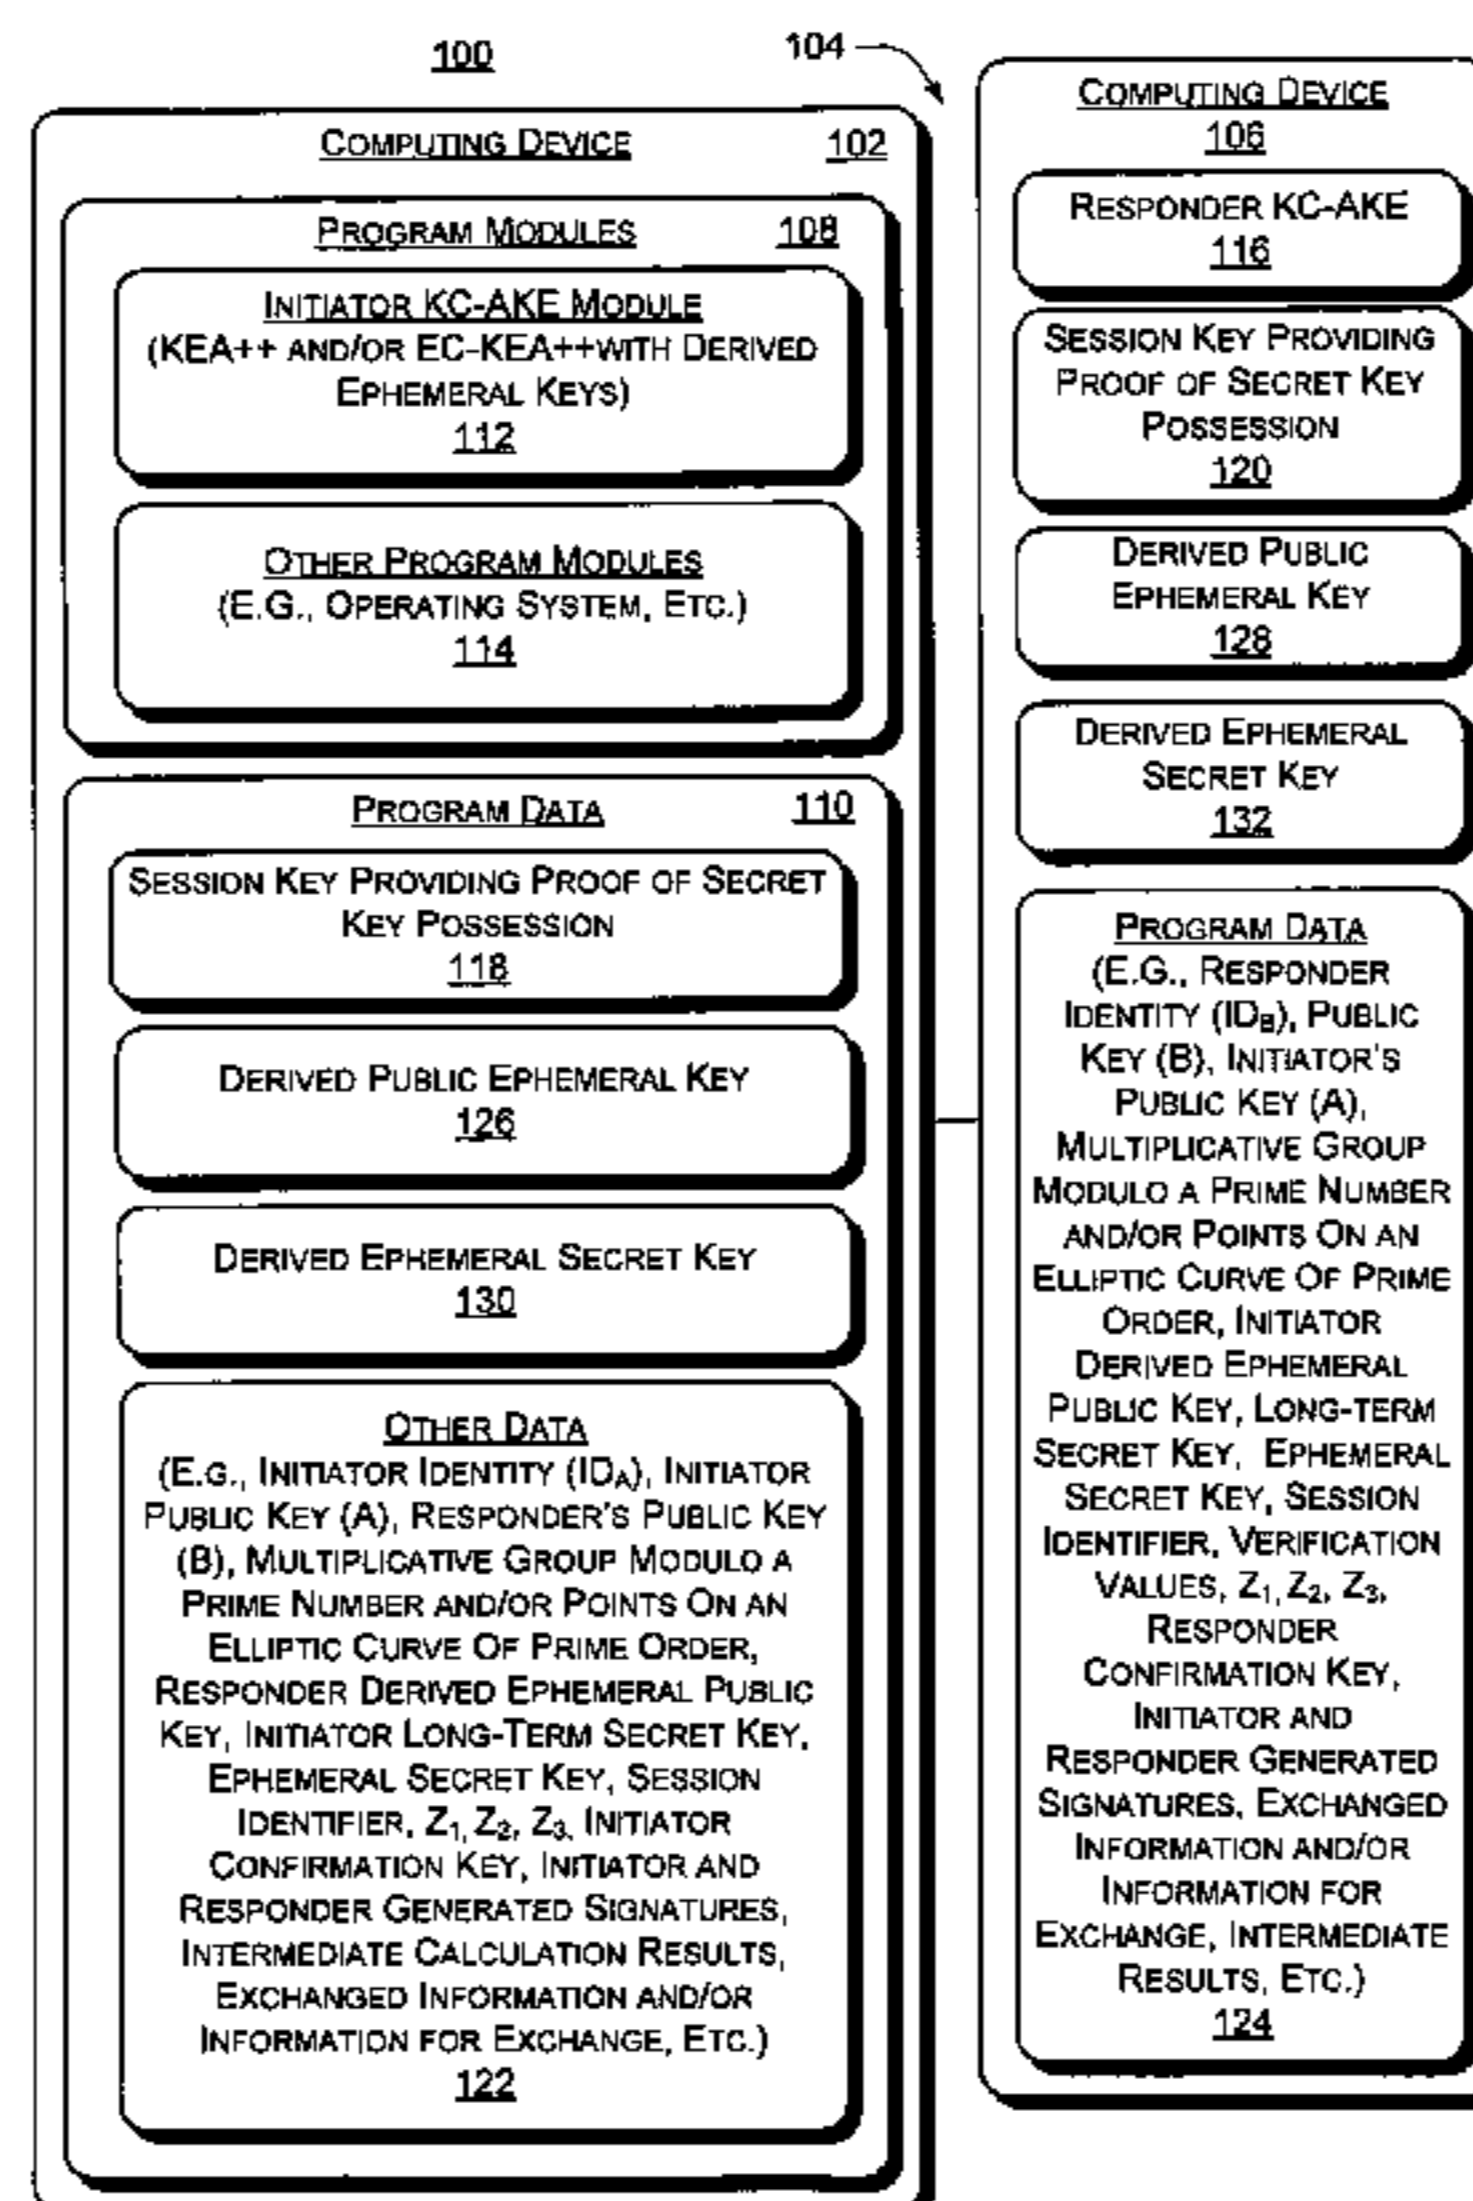 100
104
COMPUTING DEVICE 102
PROGRAM MODULES 108
INITIATOR KC-AKE MODULE
(KEA++ AND/OR EC-KEA++WITH DERIVED
EPHEMERAL KEYS)
112
OTHER PROGRAM MODULES
(E.G., OPERATING SYSTEM, ETC.)
114
PROGRAM DATA 110
SESSION KEY PROVIDING PROOF OF SECRET
KEY POSSESSION
118
DERIVED PUBLIC EPHEMERAL KEY
126
DERIVED EPHEMERAL SECRET KEY
130
OTHER DATA
(E.G., INITIATOR IDENTITY (IDA), INITIATOR
PUBLIC KEY (A), RESPONDER'S PUBLIC KEY
(B), MULTIPLICATIVE GROUP MODULO A
PRIME NUMBER AND/OR POINTS ON AN
ELLIPTIC CURVE OF PRIME ORDER,
RESPONDER DERIVED EPHEMERAL PUBLIC
KEY, INITIATOR LONG-TERM SECRET KEY,
EPHEMERAL SECRET KEY, SESSION
IDENTIFIER, Z1, Z2, Z3, INITIATOR
CONFIRMATION KEY, INITIATOR AND
RESPONDER GENERATED SIGNATURES,
INTERMEDIATE CALCULATION RESULTS,
EXCHANGED INFORMATION AND/OR
INFORMATION FOR EXCHANGE, ETC.)
122
COMPUTING DEVICE
106
RESPONDER KC-AKE
116
SESSION KEY PROVIDING
PROOF OF SECRET KEY
POSSESSION
120
DERIVED PUBLIC
EPHEMERAL KEY
128
DERIVED EPHEMERAL
SECRET KEY
132
PROGRAM DATA
(E.G., RESPONDER
IDENTITY (IDB), PUBLIC
KEY (B), INITIATOR'S
PUBLIC KEY (A),
MULTIPLICATIVE GROUP
MODULO A PRIME NUMBER
AND/OR POINTS ON AN
ELLIPTIC CURVE OF PRIME
ORDER, INITIATOR
DERIVED EPHEMERAL
PUBLIC KEY, LONG-TERM
SECRET KEY, EPHEMERAL
SECRET KEY, SESSION
IDENTIFIER, VERIFICATION
VALUES, Z1, Z2, Z3,
RESPONDER
CONFIRMATION KEY,
INITIATOR AND
RESPONDER GENERATED
SIGNATURES, EXCHANGED
INFORMATION AND/OR
INFORMATION FOR
EXCHANGE, INTERMEDIATE
RESULTS, ETC.)
124